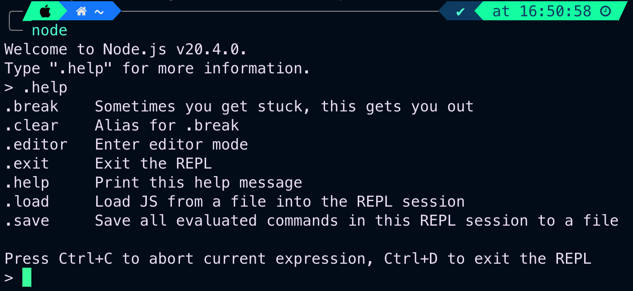 ~ ✔ at 16:50:58
node
Welcome to Node.js v20.4.0.
Type ".help" for more information.
> .help
.break    Sometimes you get stuck, this gets you out
.clear    Alias for .break
.editor   Enter editor mode
.exit     Exit the REPL
.help     Print this help message
.load     Load JS from a file into the REPL session
.save     Save all evaluated commands in this REPL session to a file

Press Ctrl+C to abort current expression, Ctrl+D to exit the REPL
>